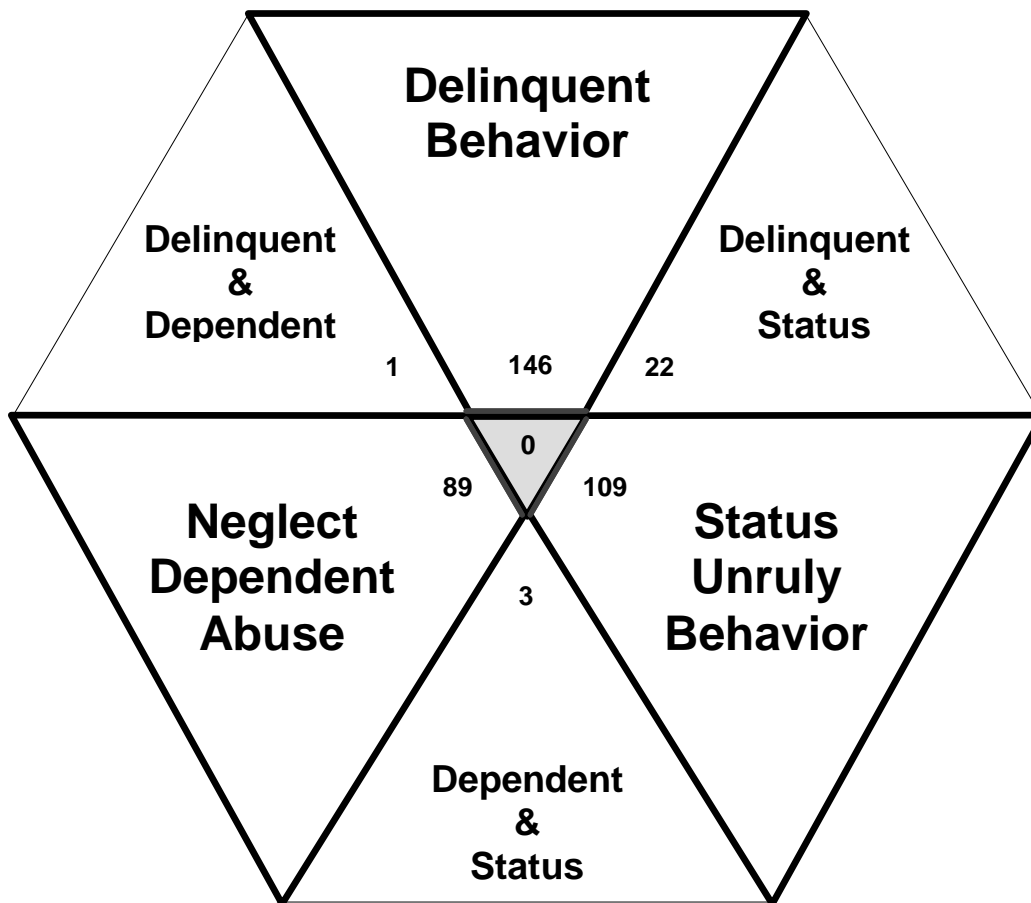 Delinquent
Behavior
Delinquent
&
Dependent
Delinquent
&
Status
1
146
22
0
89
109
Neglect
Dependent
Abuse
Status
Unruly
Behavior
3
Dependent
&
Status